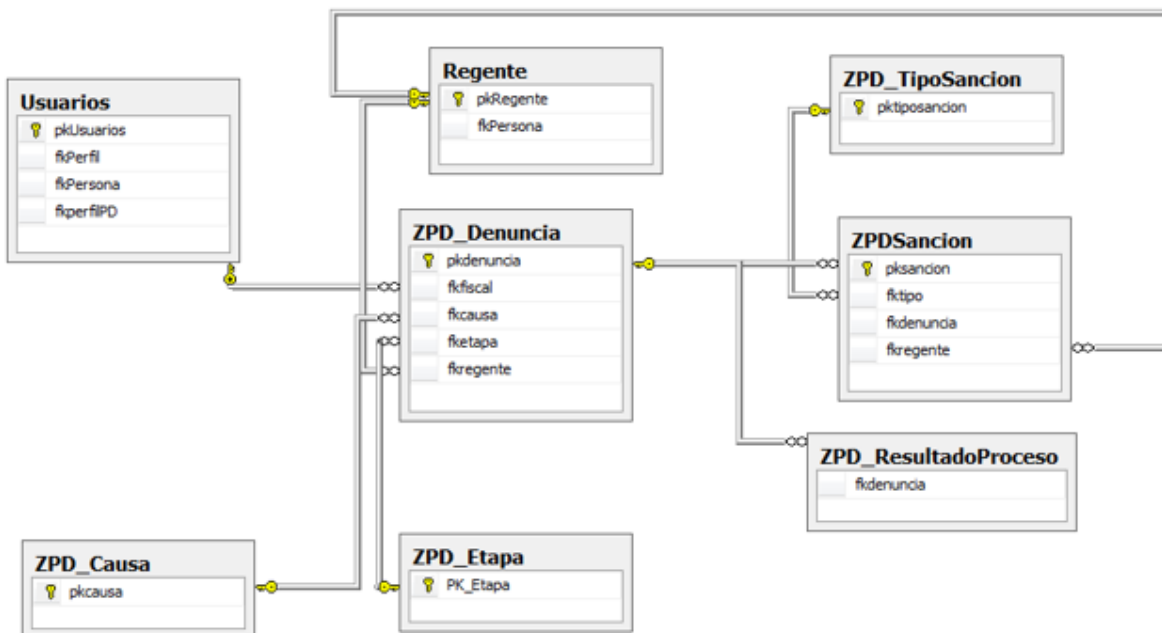 Usuarios
pkUsuarios
fkPerfil
fkPersona
fkperfilPD
Regente
pkRegente
fkPersona
ZPD_TipoSancion
pktiposancion
ZPD_Denuncia
pkdenuncia
fkfiscal
fkcausa
fketapa
fkregente
ZPDSancion
pksancion
fktipo
fkdenuncia
fkregente
ZPD_ResultadoProceso
fkdenuncia
ZPD_Causa
pkcausa
ZPD_Etapa
PK_Etapa